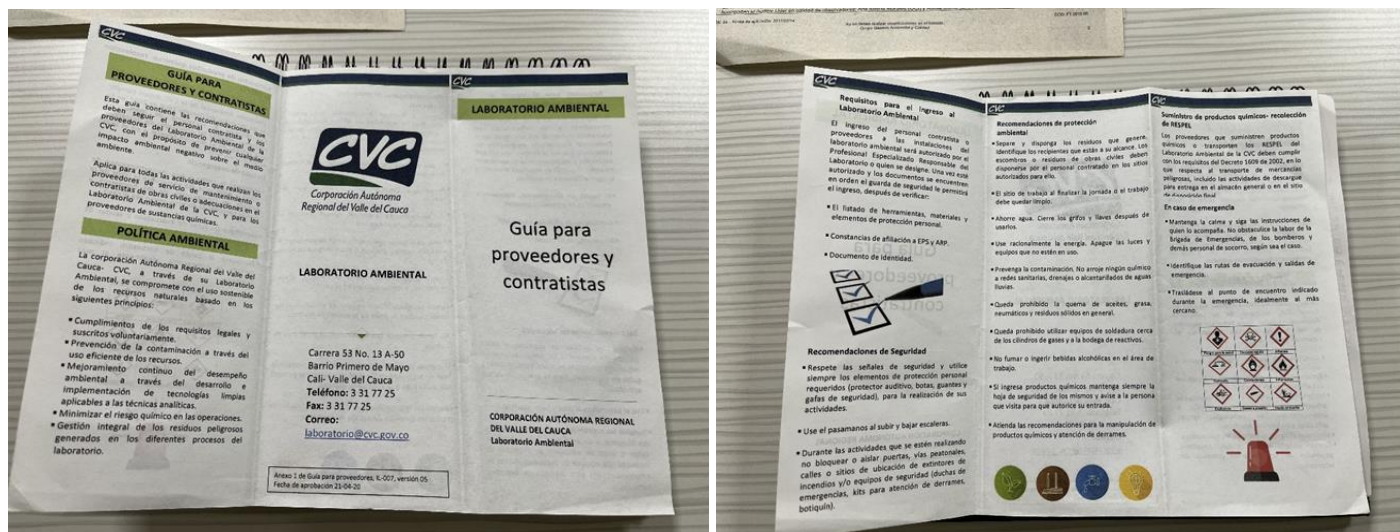 CVC
GUÍA PARA
PROVEEDORES Y CONTRATISTAS
Esta guía contiene las recomendaciones que
deben seguir el personal contratista y los
proveedores del Laboratorio Ambiental de la
CVC, con el propósito de prevenir cualquier
impacto ambiental negativo sobre el medio
ambiente.
Aplica para todas las actividades que realizan los
proveedores de servicio de mantenimiento o
contratistas de obras civiles o adecuaciones en el
Laboratorio Ambiental de la CVC, y para los
proveedores de sustancias químicas.
POLÍTICA AMBIENTAL
La corporación Autónoma Regional del Valle del
Cauca- CVC, a través de su Laboratorio
Ambiental, se compromete con el uso sostenible
de los recursos naturales basado en los
siguientes principios:
• Cumplimientos de los requisitos legales y
suscritos voluntariamente.
• Prevención de la contaminación a través del
uso eficiente de los recursos.
• Mejoramiento continuo del desempeño
ambiental a través del desarrollo e
implementación de tecnologías limpias
aplicables a las técnicas analíticas.
• Minimizar el riesgo químico en las operaciones.
• Gestión integral de los residuos peligrosos
generados en los diferentes procesos del
laboratorio.
CVC
Corporación Autónoma
Regional del Valle del Cauca
LABORATORIO AMBIENTAL
Carrera 53 No. 13 A-50
Barrio Primero de Mayo
Cali- Valle del Cauca
Teléfono: 3 31 77 25
Fax: 3 31 77 25
Correo:
laboratorio@cvc.gov.co
Anexo 1 de Guía para proveedores, IL-007, versión 05
Fecha de aprobación 21-04-20
CVC
LABORATORIO AMBIENTAL
Guía para
proveedores y
contratistas
CORPORACIÓN AUTÓNOMA REGIONAL
DEL VALLE DEL CAUCA
Laboratorio Ambiental
CVC
Requisitos para el ingreso al
Laboratorio Ambiental
El ingreso del personal contratista o
proveedores a las instalaciones del
laboratorio ambiental será autorizado por el
Profesional Especializado Responsable del
Laboratorio o quien se designe. Una vez esté
autorizado y los documentos se encuentren
en orden el guarda de seguridad le permitirá
el ingreso, después de verificar:
• El listado de herramientas, materiales y
elementos de protección personal.
• Constancias de afiliación a EPS y ARP.
• Documento de identidad.
Recomendaciones de Seguridad
• Respete las señales de seguridad y utilice
siempre los elementos de protección personal
requeridos (protector auditivo, botas, guantes y
gafas de seguridad), para la realización de sus
actividades.
• Use el pasamanos al subir y bajar escaleras.
• Durante las actividades que se estén realizando
no bloquear o aislar puertas, vías peatonales,
calles o sitios de ubicación de extintores de
incendios y/o equipos de seguridad (duchas de
emergencias, kits para atención de derrames,
botiquín).
CVC
Recomendaciones de protección
ambiental
• Separe y disponga los residuos que genere,
identifique los recipientes que están a su alcance. Los
escombros o residuos de obras civiles deben
disponerse por el personal contratado en los sitios
autorizados para ello.
• El sitio de trabajo al finalizar la jornada o el trabajo
debe quedar limpio.
• Ahorre agua. Cierre los grifos y llaves después de
usarlos.
• Use racionalmente la energía. Apague las luces y
equipos que no estén en uso.
• Prevenga la contaminación. No arroje ningún químico
a redes sanitarias, drenajes o alcantarillados de aguas
lluvias.
• Queda prohibido la quema de aceites, grasa,
neumáticos y residuos sólidos en general.
• Queda prohibido utilizar equipos de soldadura cerca
de los cilindros de gases y a la bodega de reactivos.
• No fumar o ingerir bebidas alcohólicas en el área de
trabajo.
• Si ingresa productos químicos mantenga siempre la
hoja de seguridad de los mismos y avise a la persona
que visita para que autorice su entrada.
• Atienda las recomendaciones para la manipulación de
productos químicos y atención de derrames.
CVC
Suministro de productos químicos- recolección
de RESPEL
Los proveedores que suministren productos
químicos o transporten los RESPEL del
Laboratorio Ambiental de la CVC deben cumplir
con los requisitos del Decreto 1609 de 2002, en lo
que respecta al transporte de mercancías
peligrosas, incluido las actividades de descargue
para entrega en el almacén general o en el sitio
de disposición final.
En caso de emergencia
• Mantenga la calma y siga las instrucciones de
quien lo acompaña. No obstaculice la labor de la
Brigada de Emergencias, de los bomberos y
demás personal de socorro, según sea el caso.
• Identifique las rutas de evacuación y salidas de
emergencia.
• Trasládese al punto de encuentro indicado
durante la emergencia, idealmente al más
cercano.